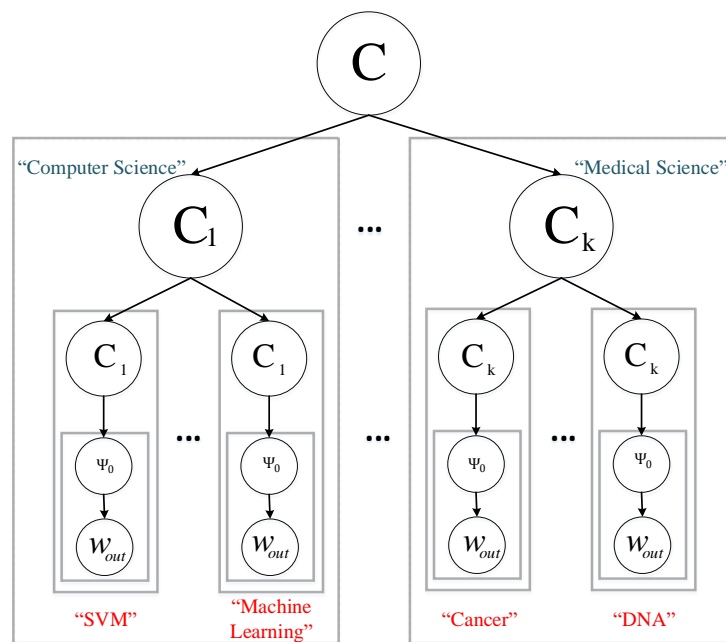 C
“Computer Science”
“Medical Science”
C1
...
Ck
C1
C1
Ck
Ck
...
...
...
Ψ0
Ψ0
Ψ0
Ψ0
wout
wout
wout
wout
“SVM”
“Machine
Learning”
“Cancer”
“DNA”